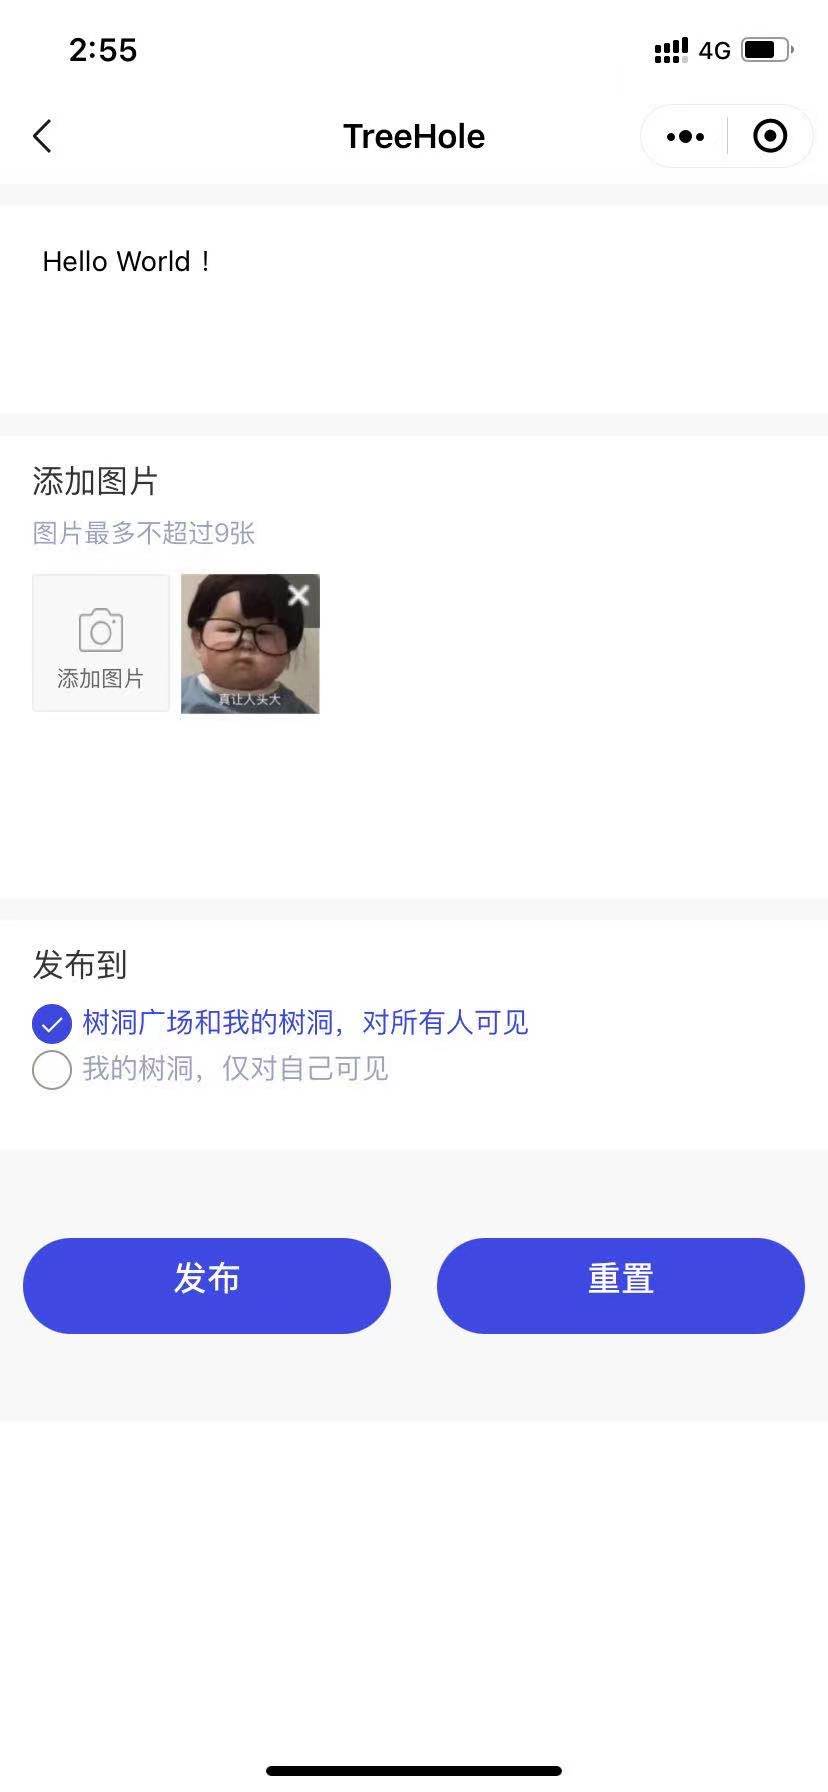 2:55
4G
TreeHole
Hello World！
添加图片
图片最多不超过9张
添加图片
真让人头大
发布到
树洞广场和我的树洞，对所有人可见
我的树洞，仅对自己可见
发布
重置